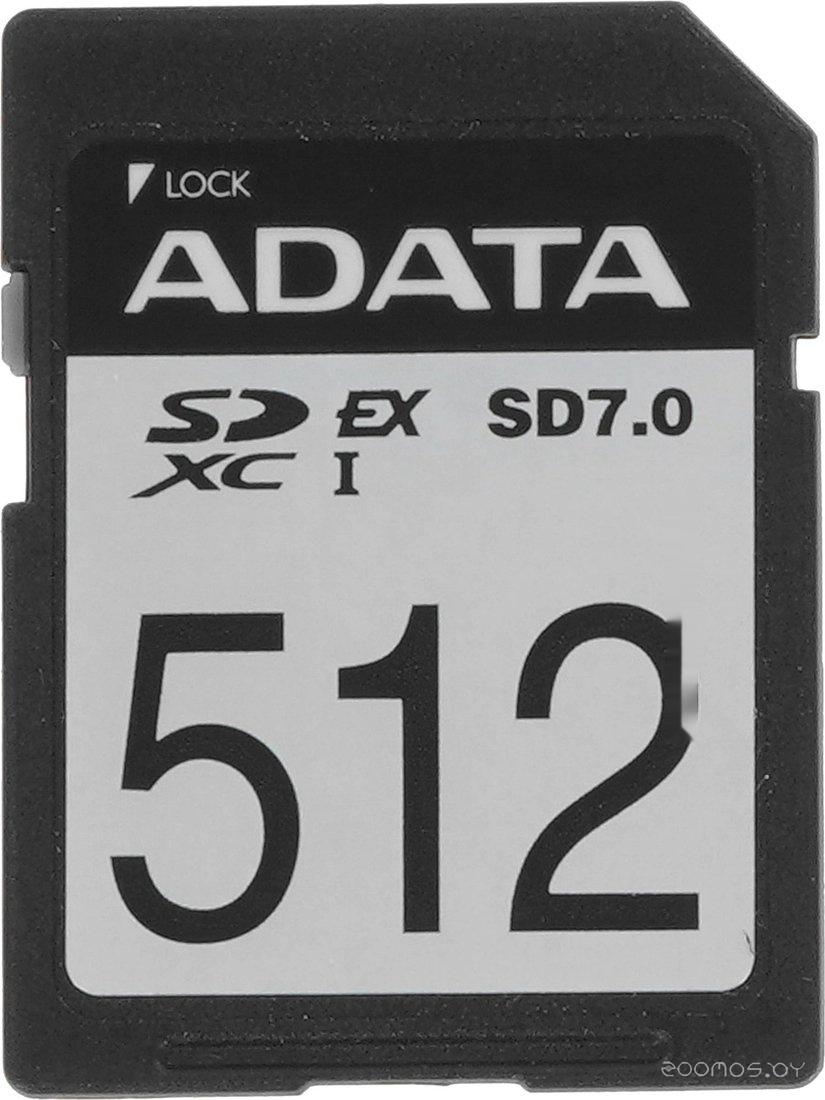 LOCK
ADATA
SD EX SD7.0
XC I
512
zoomos.by